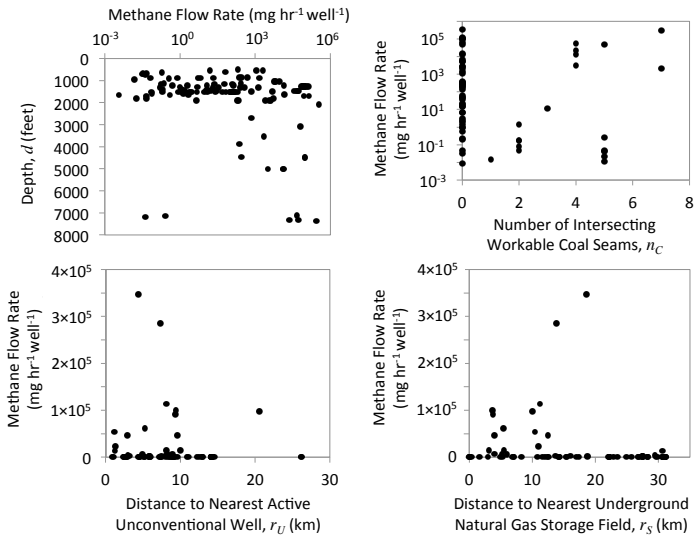 Methane Flow Rate (mg hr⁻¹ well⁻¹)
10⁻³ 10⁰ 10³ 10⁶
0
1000
2000
3000
4000
5000
6000
7000
8000
Depth, d (feet)
Methane Flow Rate
(mg hr⁻¹ well⁻¹)
10⁵
10³
10¹
10⁻¹
10⁻³
0 2 4 6 8
Number of Intersecting
Workable Coal Seams, n_C
Methane Flow Rate
(mg hr⁻¹ well⁻¹)
4×10⁵
3×10⁵
2×10⁵
1×10⁵
0
0 10 20 30
Distance to Nearest Active
Unconventional Well, r_U (km)
Methane Flow Rate
(mg hr⁻¹ well⁻¹)
4×10⁵
3×10⁵
2×10⁵
1×10⁵
0
0 10 20 30
Distance to Nearest Underground
Natural Gas Storage Field, r_S (km)